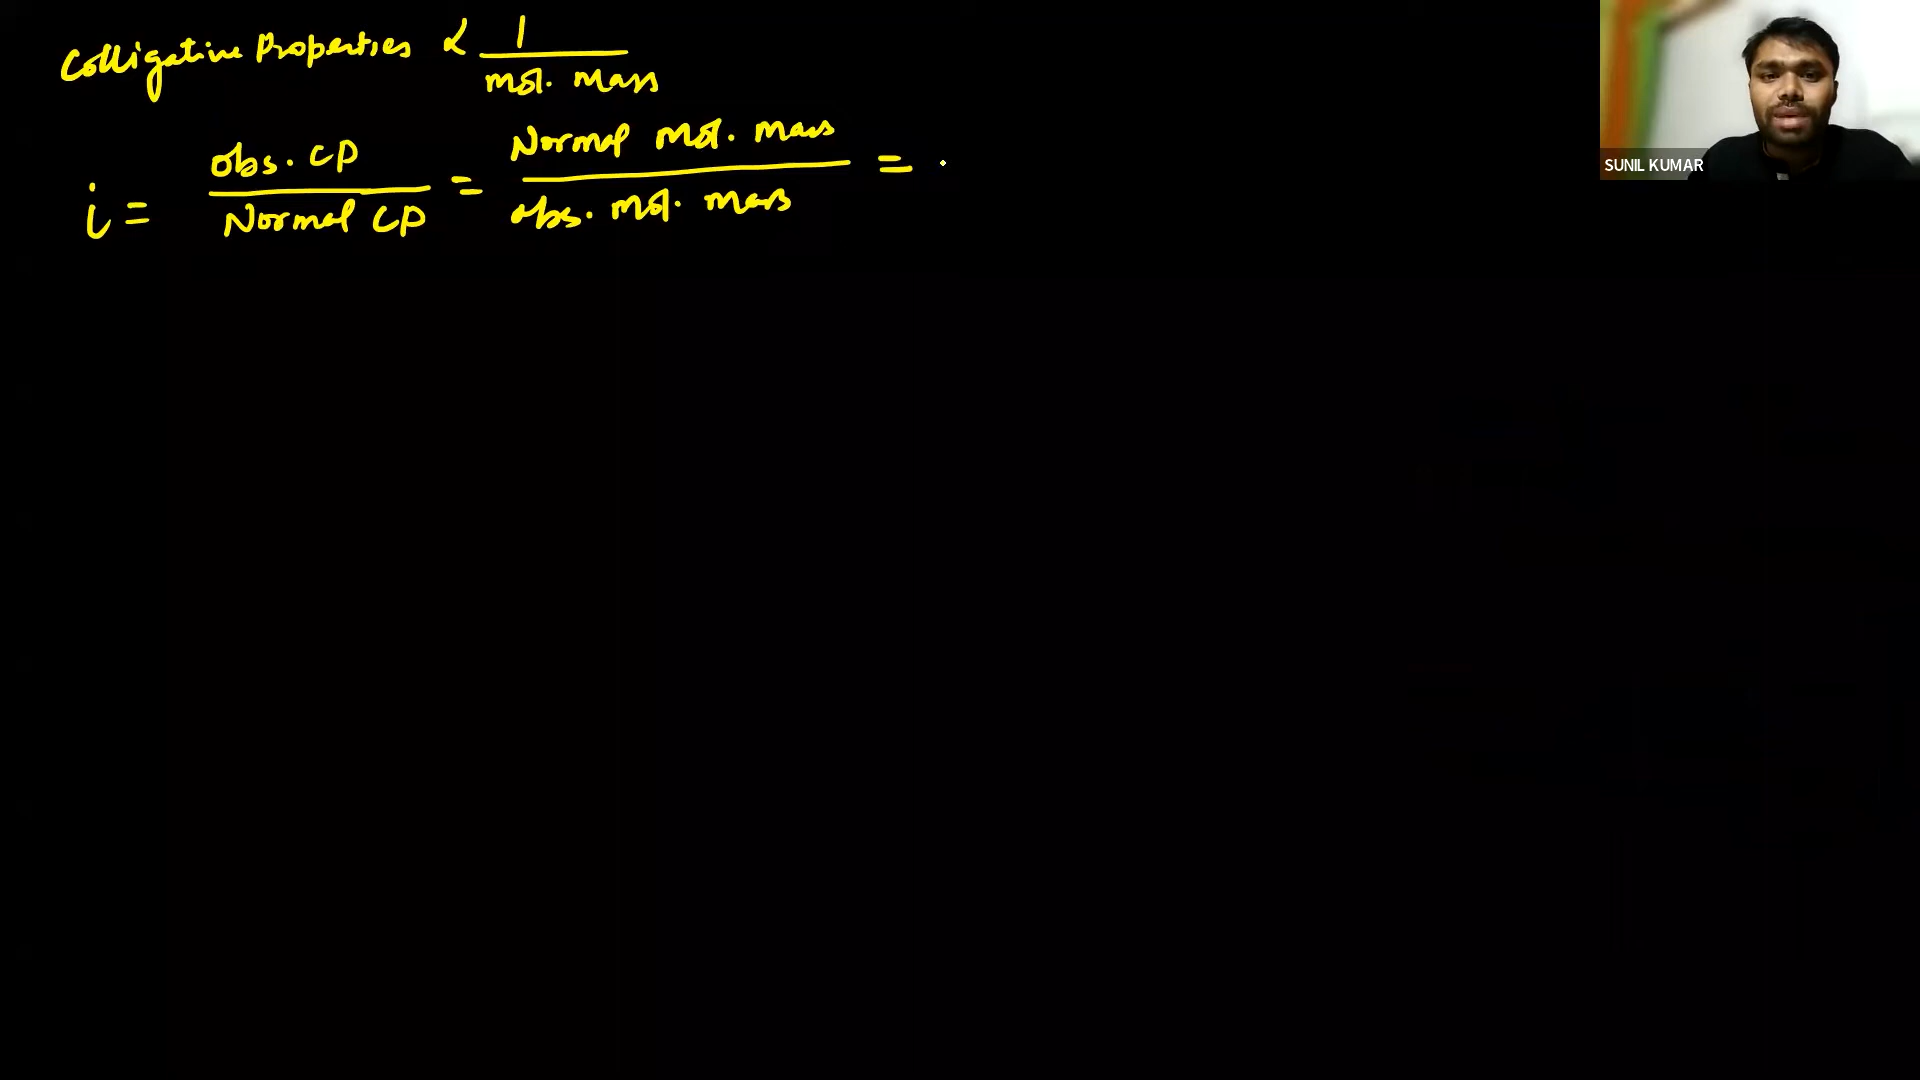 Colligative Properties ∝ 1 / mol. mass
i = obs. CP / Normal CP = Normal mol. mass / obs. mol. mass =
SUNIL KUMAR